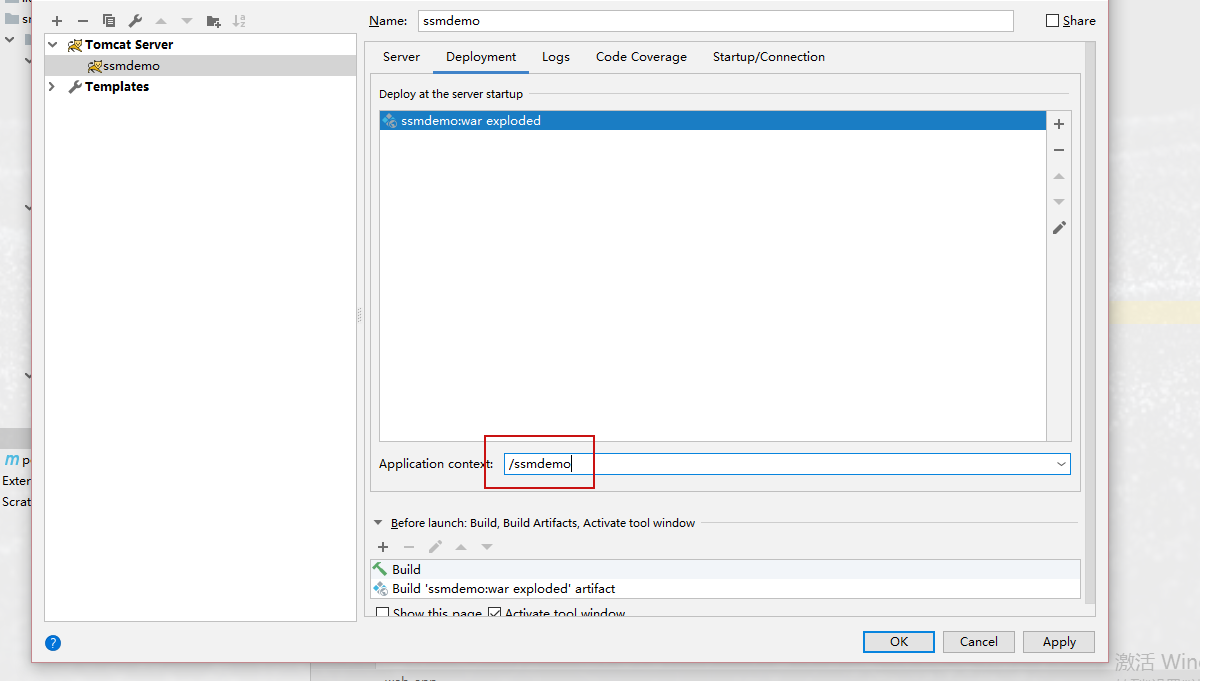 Name: ssmdemo Share
Tomcat Server
ssmdemo
Templates
Server Deployment Logs Code Coverage Startup/Connection
Deploy at the server startup
ssmdemo:war exploded
Application context: /ssmdemo
Before launch: Build, Build Artifacts, Activate tool window
Build
Build 'ssmdemo:war exploded' artifact
Show this page Activate tool window
? OK Cancel Apply
Exter
Scrat
激活 Win